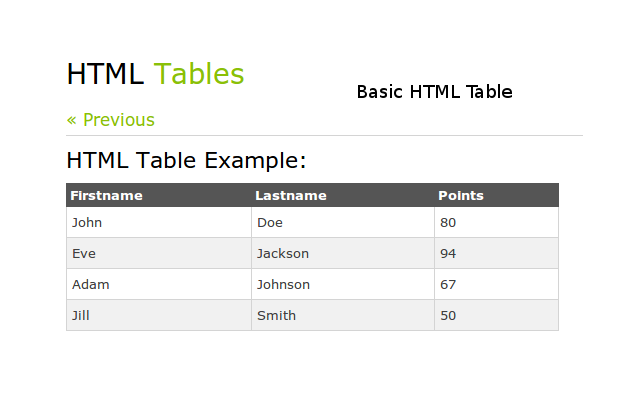 HTML Tables
Basic HTML Table
« Previous
HTML Table Example:
Firstname Lastname Points
John Doe 80
Eve Jackson 94
Adam Johnson 67
Jill Smith 50